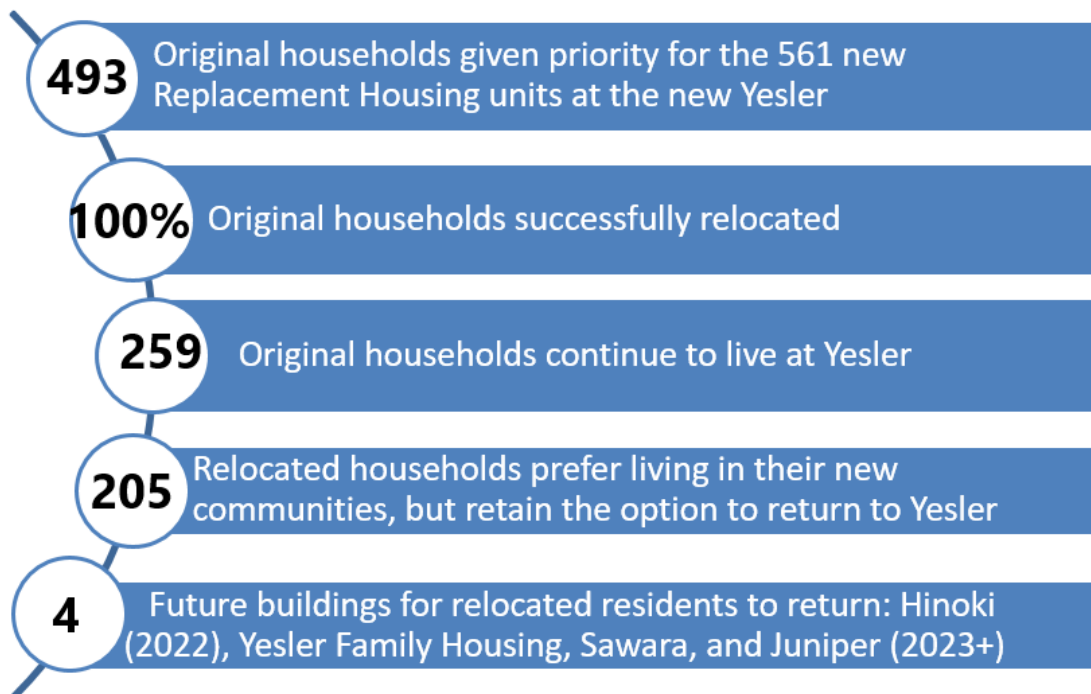 493
Original households given priority for the 561 new
Replacement Housing units at the new Yesler
100%
Original households successfully relocated
259
Original households continue to live at Yesler
205
Relocated households prefer living in their new
communities, but retain the option to return to Yesler
4
Future buildings for relocated residents to return: Hinoki
(2022), Yesler Family Housing, Sawara, and Juniper (2023+)